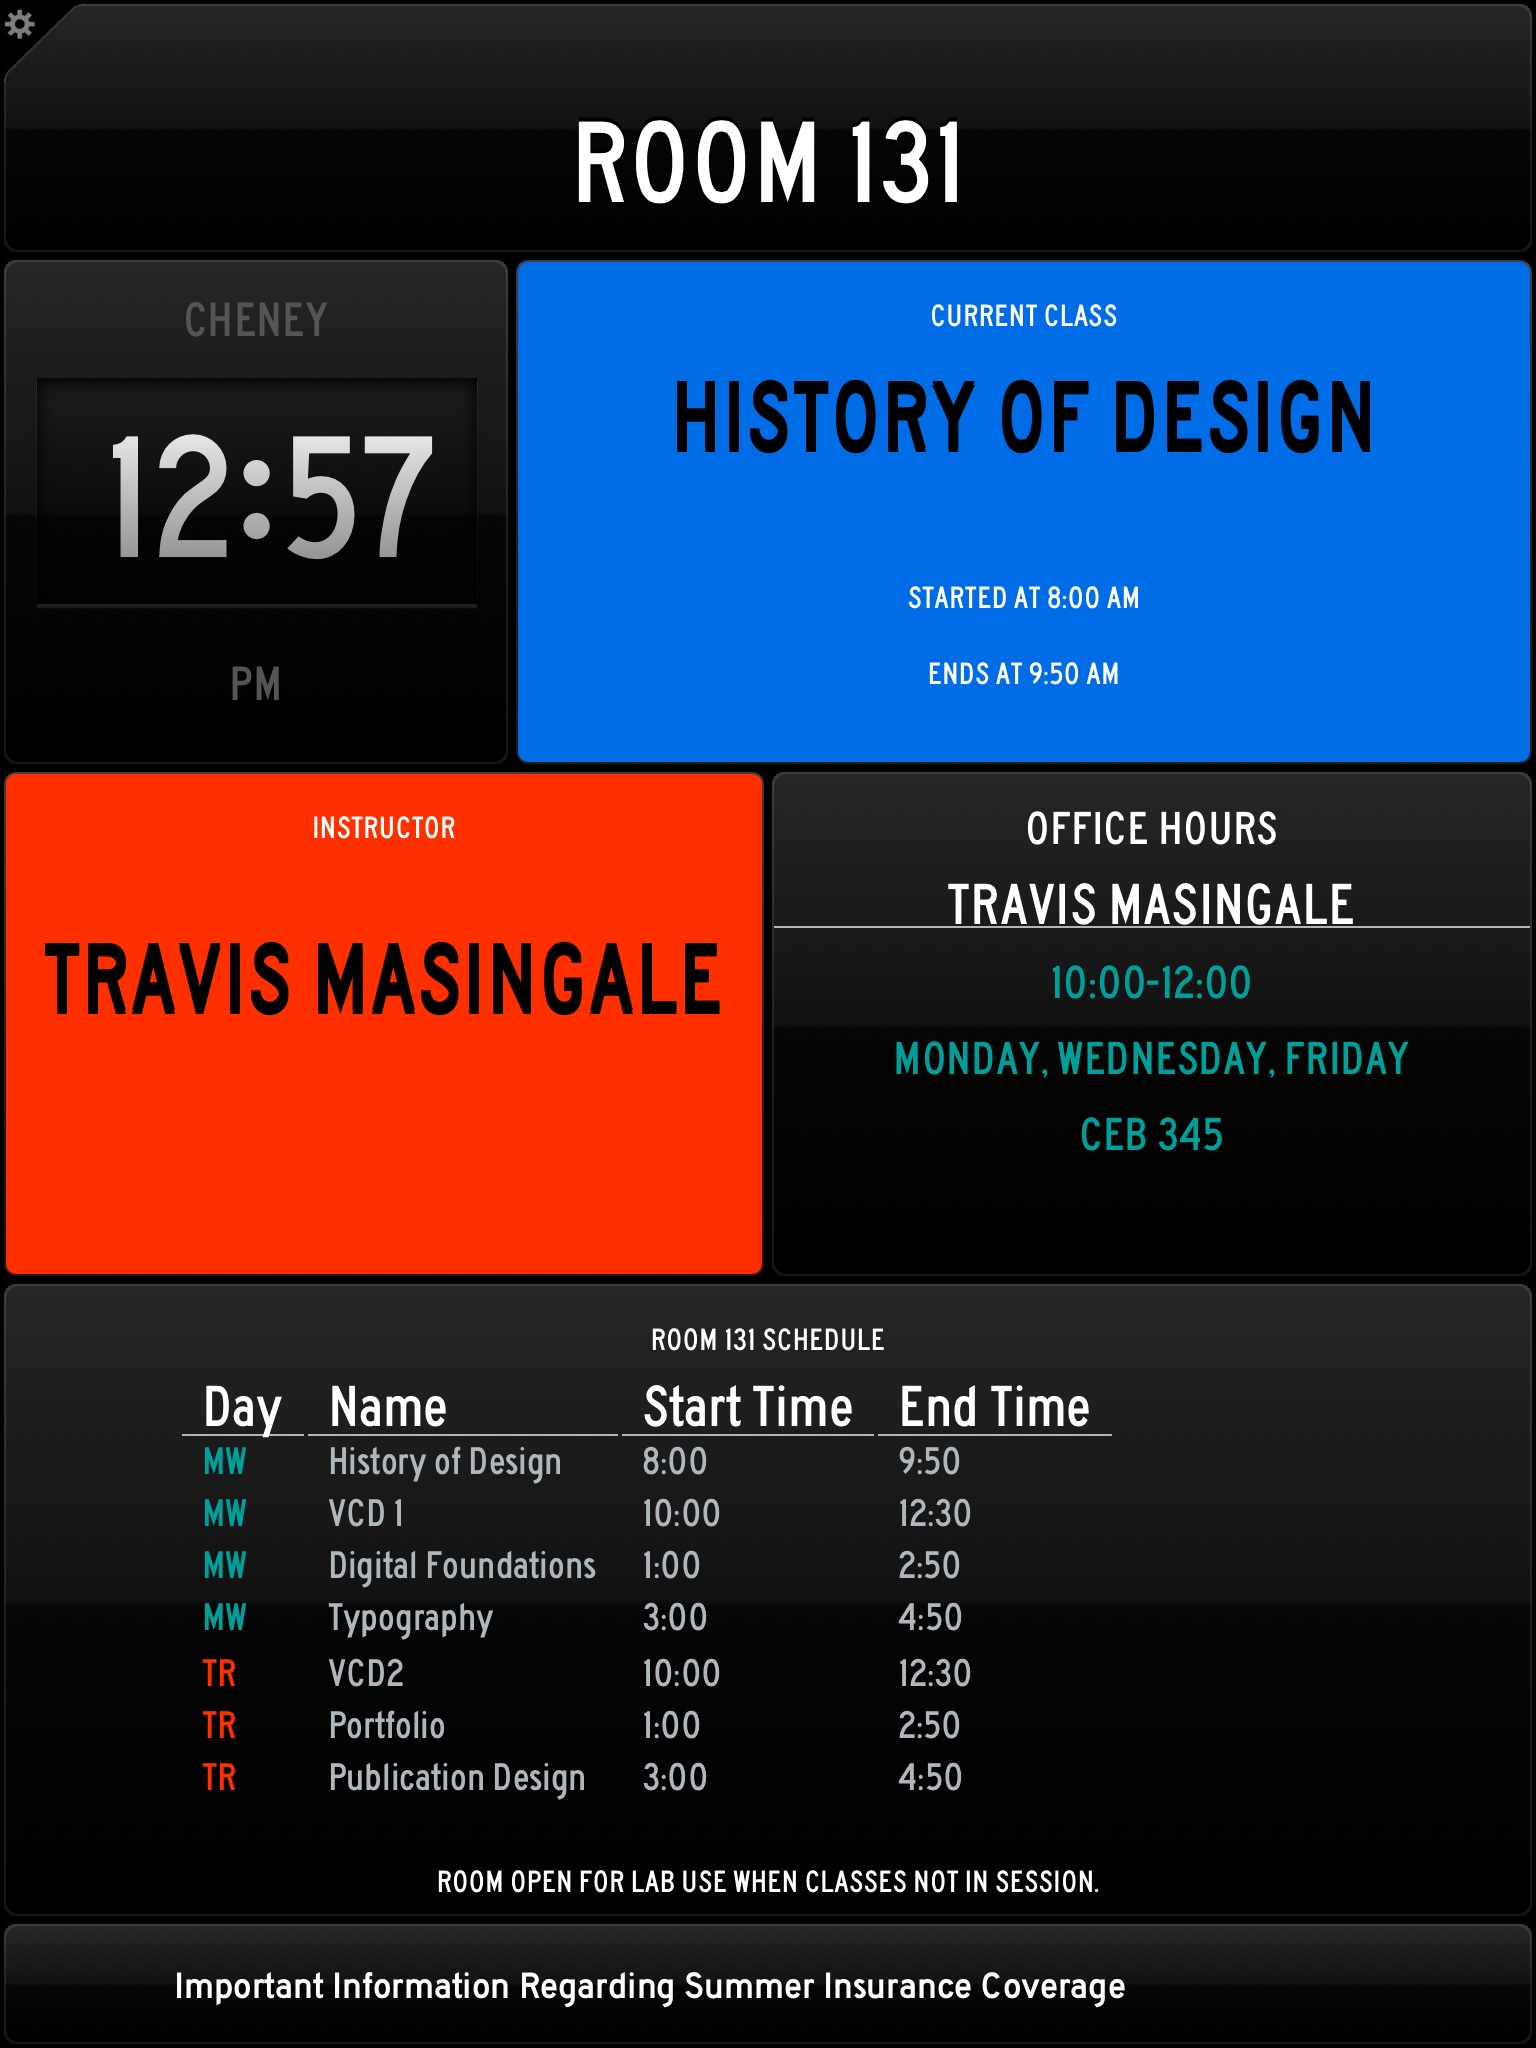 ROOM 131
CHENEY
12:57
PM
CURRENT CLASS
HISTORY OF DESIGN
STARTED AT 8:00 AM
ENDS AT 9:50 AM
INSTRUCTOR
TRAVIS MASINGALE
OFFICE HOURS
TRAVIS MASINGALE
10:00-12:00
MONDAY, WEDNESDAY, FRIDAY
CEB 345
ROOM 131 SCHEDULE
Day Name Start Time End Time
MW History of Design 8:00 9:50
MW VCD 1 10:00 12:30
MW Digital Foundations 1:00 2:50
MW Typography 3:00 4:50
TR VCD2 10:00 12:30
TR Portfolio 1:00 2:50
TR Publication Design 3:00 4:50
ROOM OPEN FOR LAB USE WHEN CLASSES NOT IN SESSION.
Important Information Regarding Summer Insurance Coverage